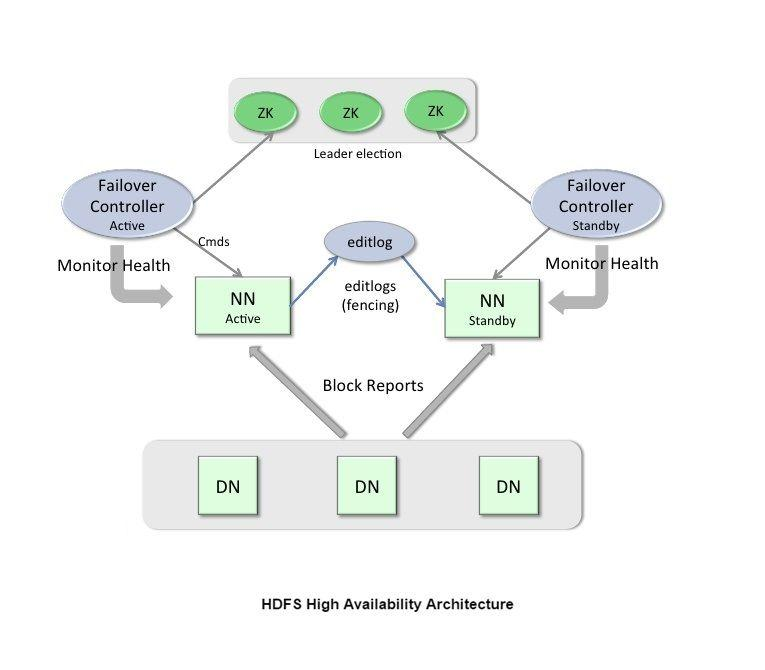 ZK
ZK
ZK
Leader election
Failover
Controller
Active
Failover
Controller
Standby
Cmds
editlog
Monitor Health
Monitor Health
NN
Active
editlogs
(fencing)
NN
Standby
Block Reports
DN
DN
DN
HDFS High Availability Architecture